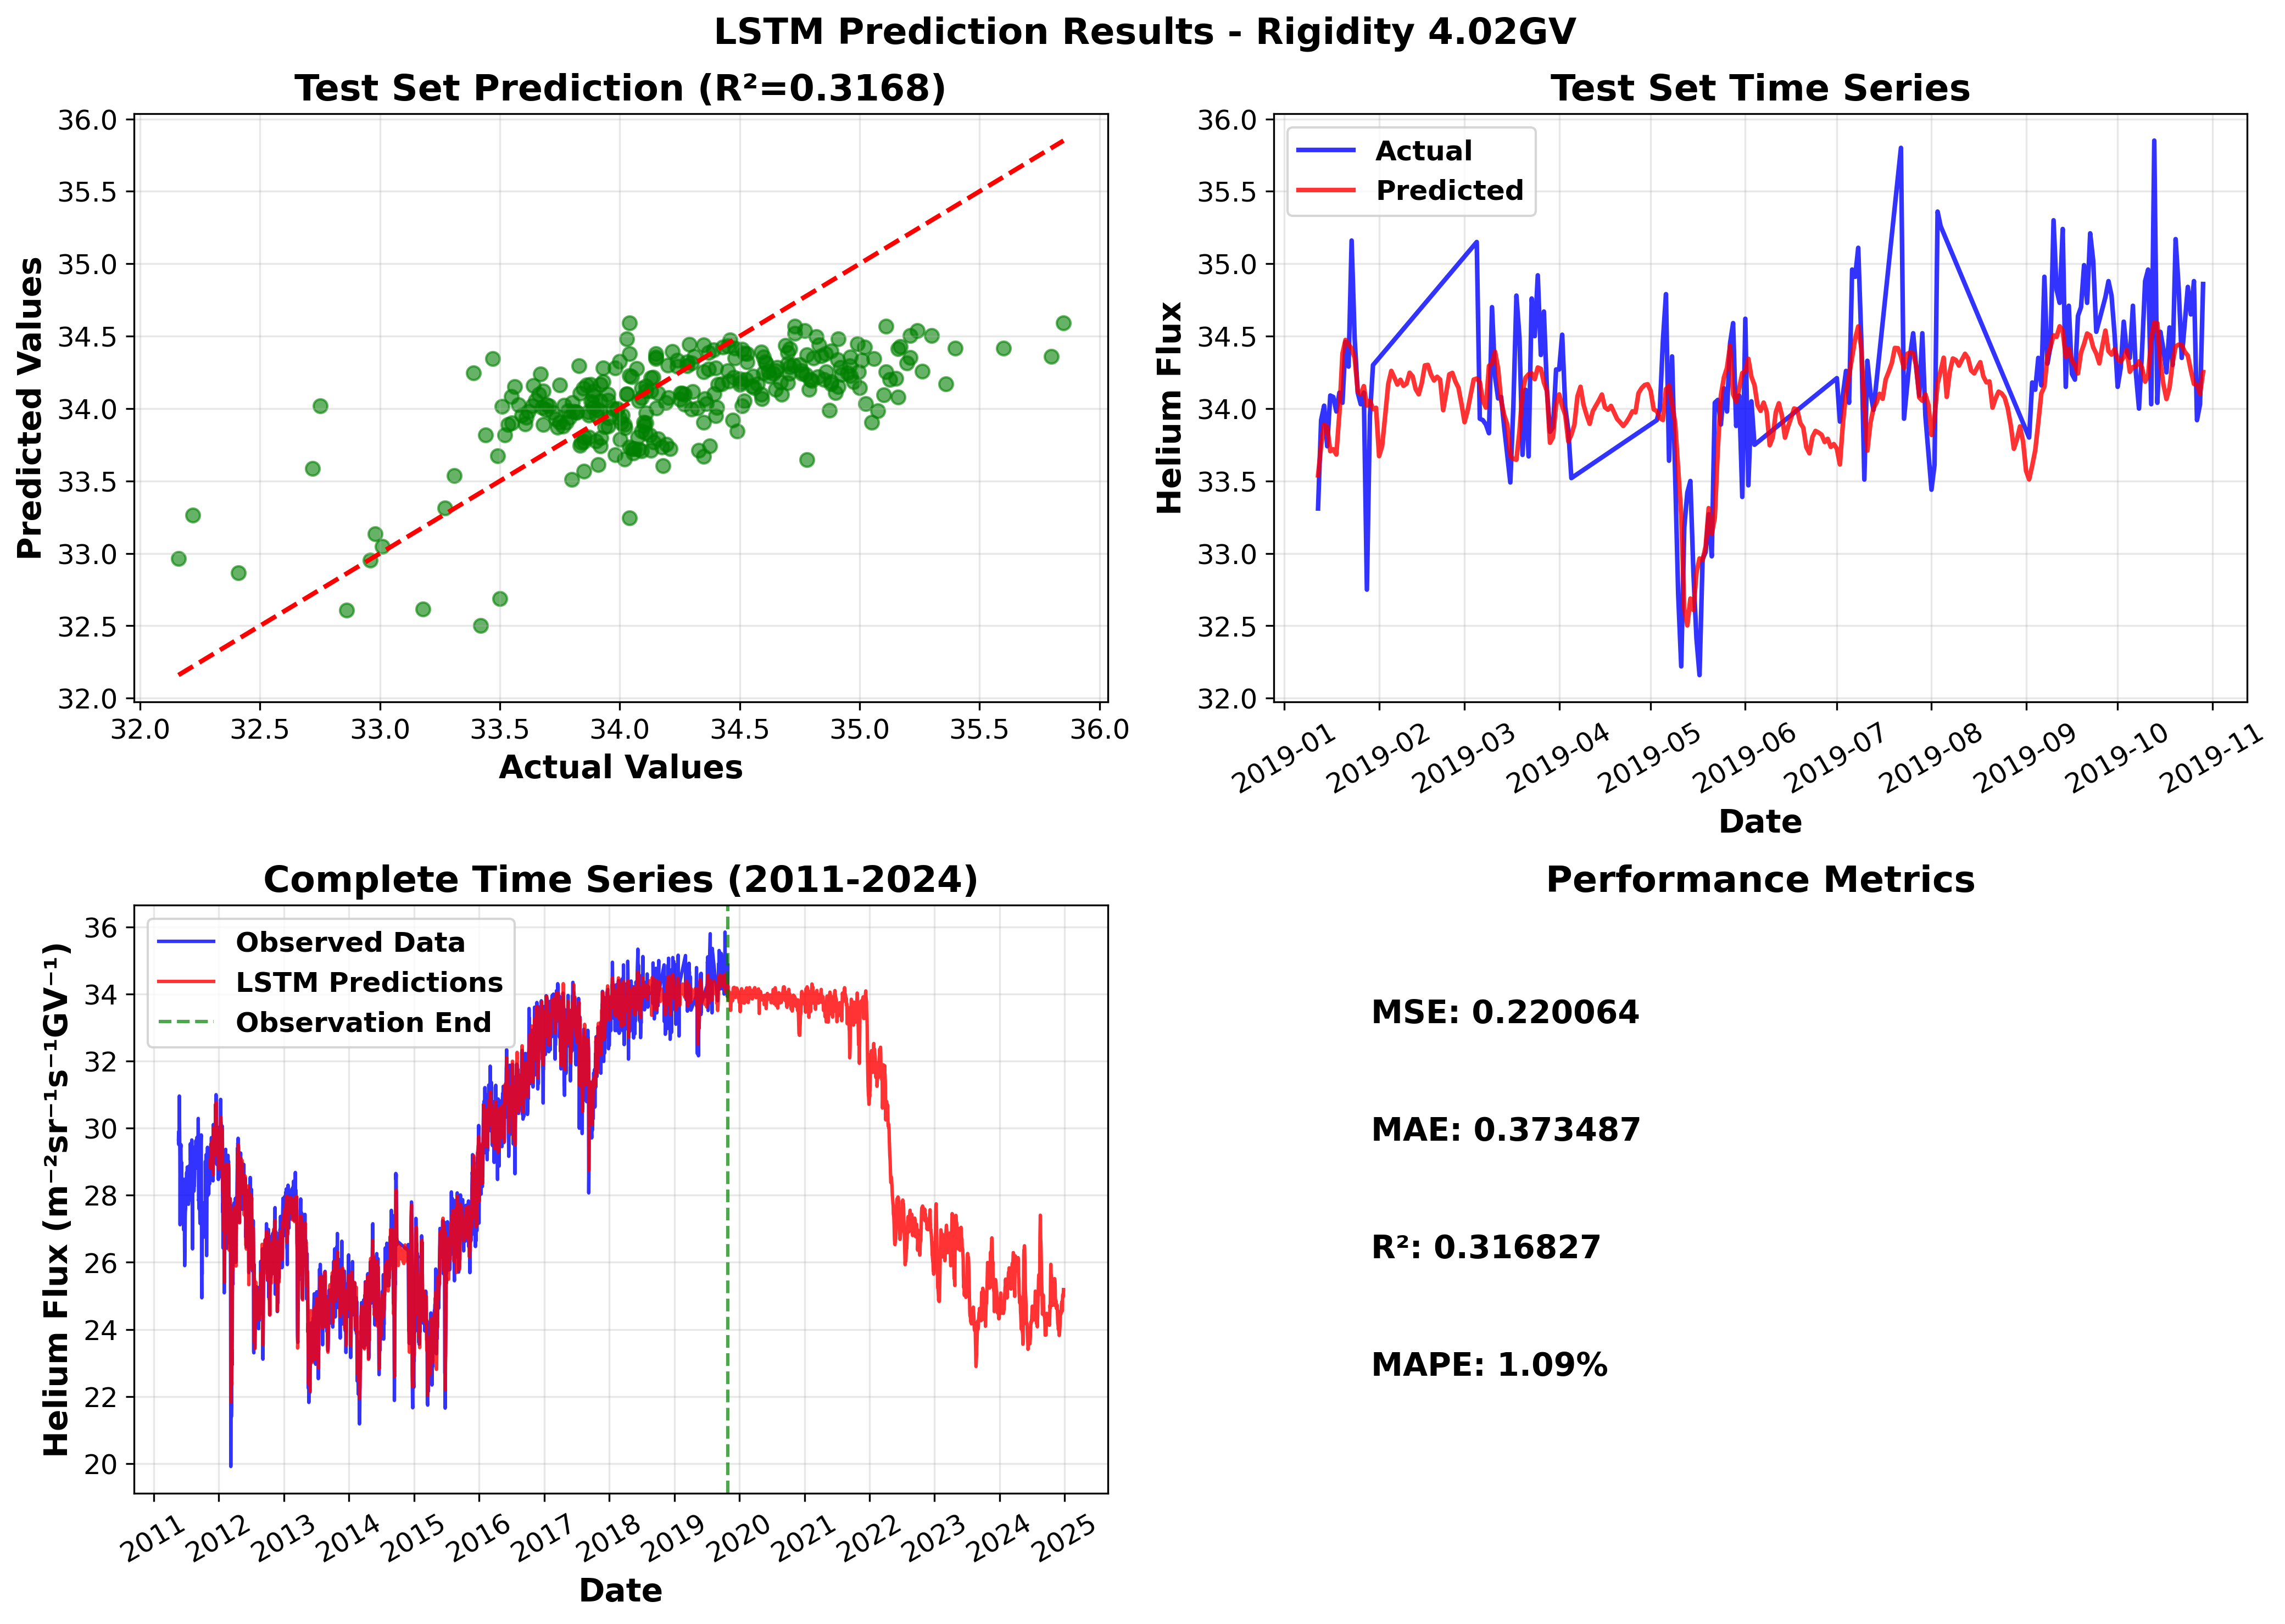 LSTM Prediction Results - Rigidity 4.02GV
Test Set Prediction (R²=0.3168)
36.0
35.5
35.0
34.5
34.0
33.5
33.0
32.5
32.0
Predicted Values
32.0 32.5 33.0 33.5 34.0 34.5 35.0 35.5 36.0
Actual Values
Test Set Time Series
Actual
Predicted
36.0
35.5
35.0
34.5
34.0
33.5
33.0
32.5
32.0
Helium Flux
2019-01 2019-02 2019-03 2019-04 2019-05 2019-06 2019-07 2019-08 2019-09 2019-10 2019-11
Date
Complete Time Series (2011-2024)
Observed Data
LSTM Predictions
Observation End
36
34
32
30
28
26
24
22
20
Helium Flux (m⁻²sr⁻¹s⁻¹GV⁻¹)
2011 2012 2013 2014 2015 2016 2017 2018 2019 2020 2021 2022 2023 2024 2025
Date
Performance Metrics
MSE: 0.220064
MAE: 0.373487
R²: 0.316827
MAPE: 1.09%